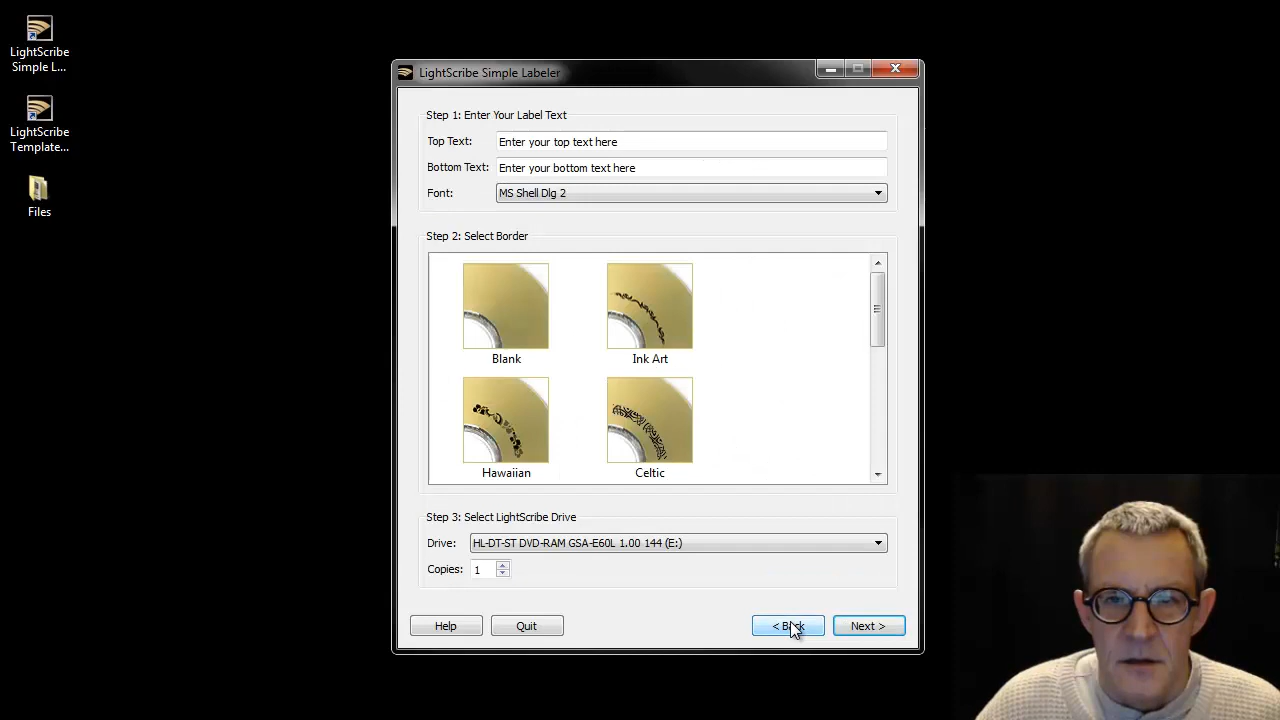 LightScribe
Simple L...
LightScribe
Template...
Files
LightScribe Simple Labeler
Step 1: Enter Your Label Text
Top Text: Enter your top text here
Bottom Text: Enter your bottom text here
Font: MS Shell Dlg 2
Step 2: Select Border
Blank Ink Art
Hawaiian Celtic
Step 3: Select LightScribe Drive
Drive: HL-DT-ST DVD-RAM GSA-E60L 1.00 144 (E:)
Copies: 1
Help Quit < Back Next >